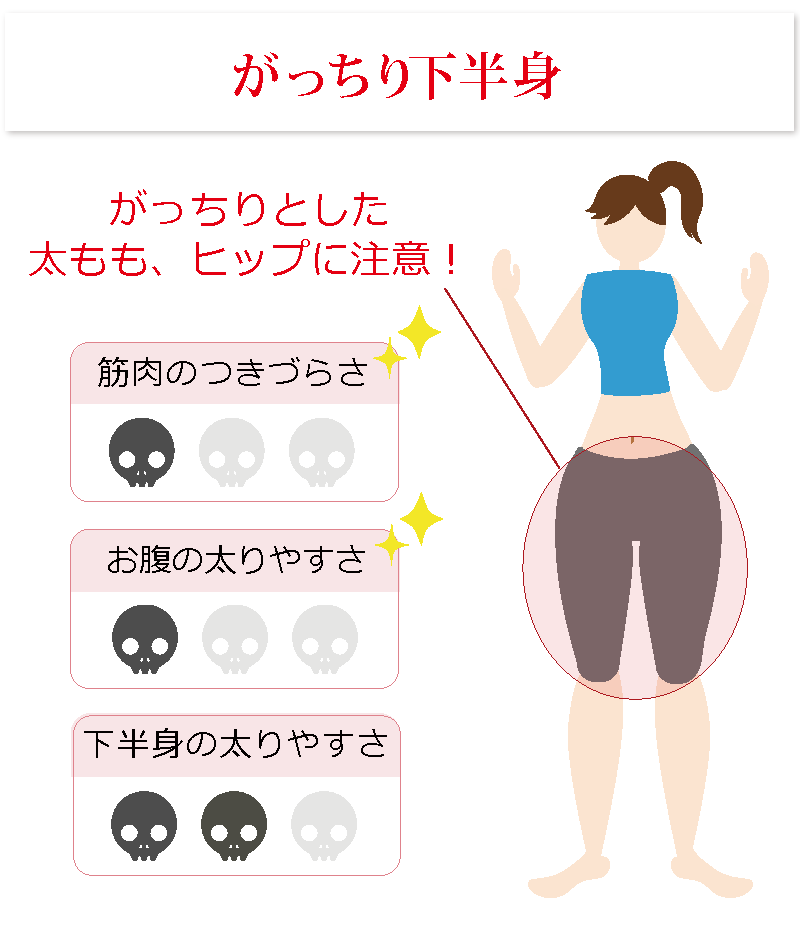 がっちり下半身
がっちりとした
太もも、ヒップに注意！
筋肉のつきづらさ
お腹の太りやすさ
下半身の太りやすさ